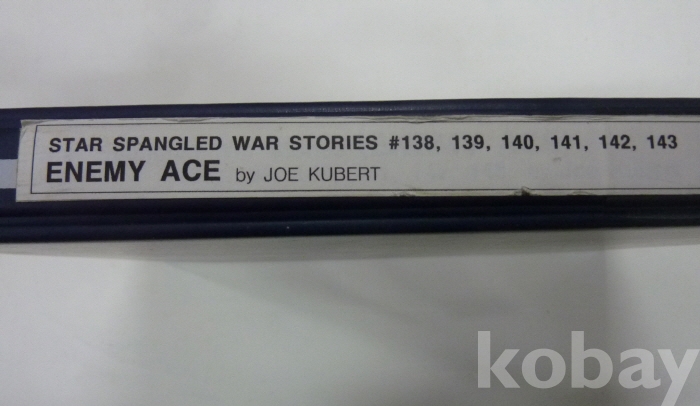 STAR SPANGLED WAR STORIES #138, 139, 140, 141, 142, 143
ENEMY ACE by JOE KUBERT
kobay